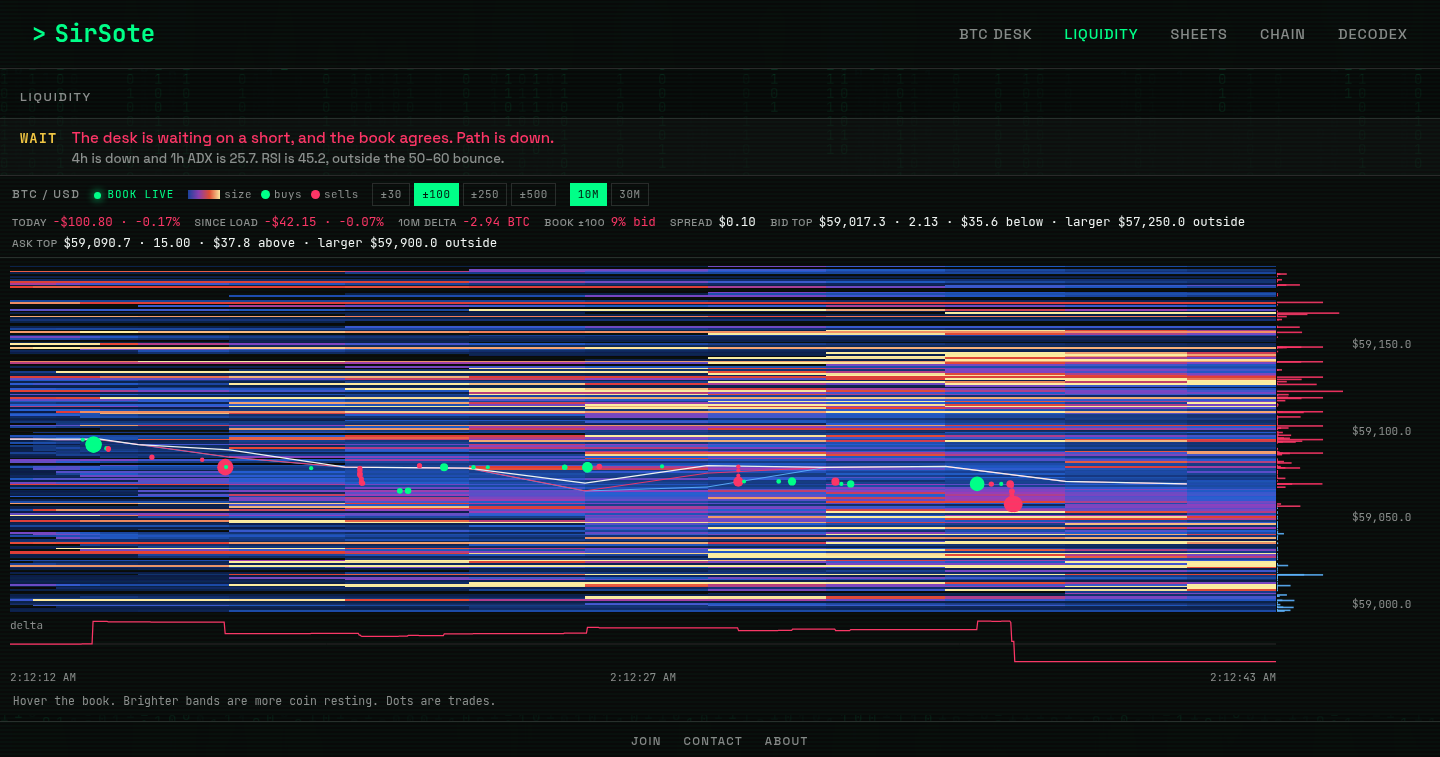 > SirSote
BTC DESK LIQUIDITY SHEETS CHAIN DECODEX
LIQUIDITY
WAIT The desk is waiting on a short, and the book agrees. Path is down.
4h is down and 1h ADX is 25.7. RSI is 45.2, outside the 50–60 bounce.
BTC / USD BOOK LIVE size buys sells ±30 ±100 ±250 ±500 10M 30M
TODAY -$100.80 · -0.17% SINCE LOAD -$42.15 · -0.07% 10M DELTA -2.94 BTC BOOK ±100 9% bid SPREAD $0.10 BID TOP $59,017.3 · 2.13 · $35.6 below · larger $57,250.0 outside
ASK TOP $59,090.7 · 15.00 · $37.8 above · larger $59,900.0 outside
$59,150.0
$59,100.0
$59,050.0
$59,000.0
delta
2:12:12 AM 2:12:27 AM 2:12:43 AM
Hover the book. Brighter bands are more coin resting. Dots are trades.
JOIN CONTACT ABOUT